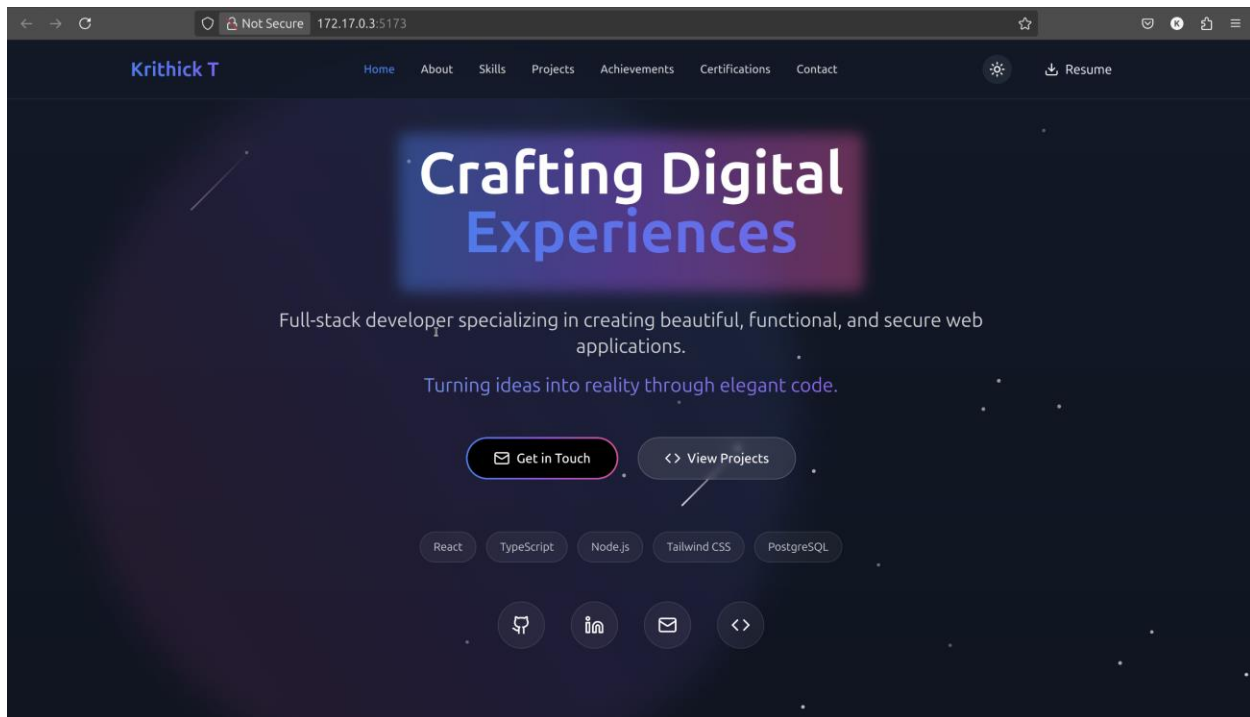 Not Secure 172.17.0.3:5173
K
Krithick T
Home About Skills Projects Achievements Certifications Contact
Resume
Crafting Digital
Experiences
Full-stack developer specializing in creating beautiful, functional, and secure web
applications.
Turning ideas into reality through elegant code.
Get in Touch
<> View Projects
React TypeScript Node.js Tailwind CSS PostgreSQL
in
<>